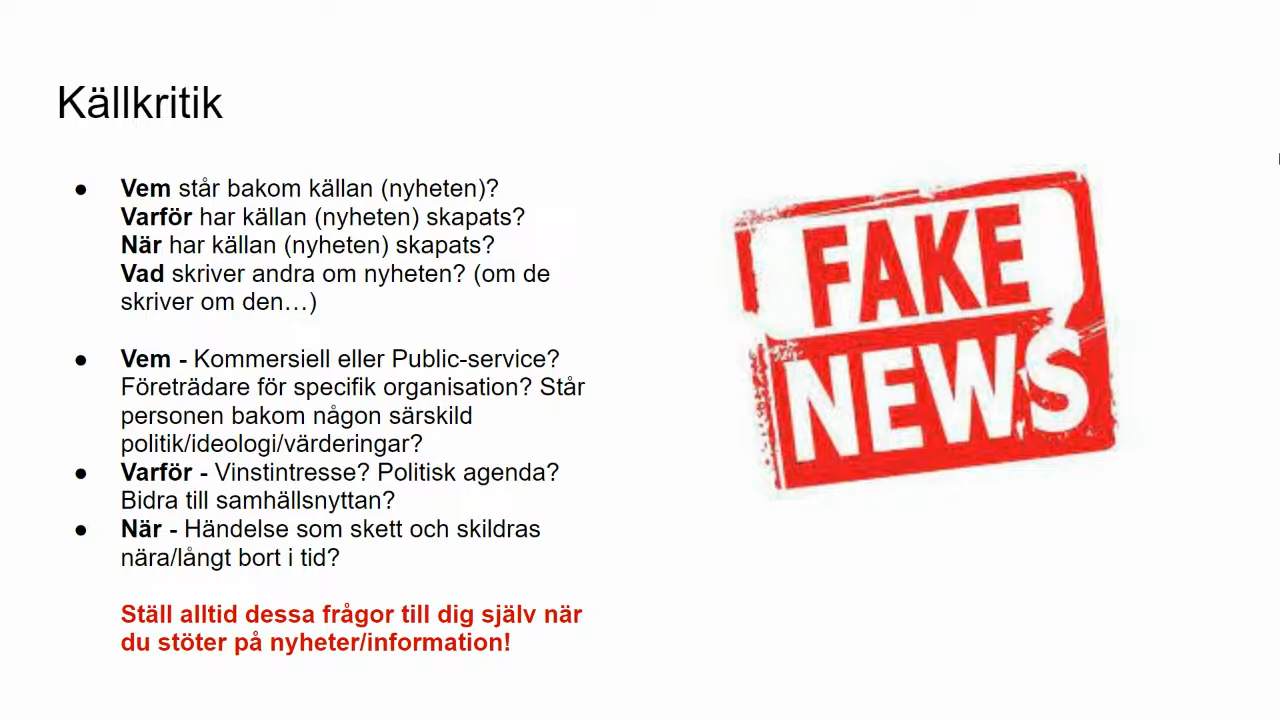 Källkritik
● Vem står bakom källan (nyheten)?
Varför har källan (nyheten) skapats?
När har källan (nyheten) skapats?
Vad skriver andra om nyheten? (om de
skriver om den…)
● Vem - Kommersiell eller Public-service?
Företrädare för specifik organisation? Står
personen bakom någon särskild
politik/ideologi/värderingar?
● Varför - Vinstintresse? Politisk agenda?
Bidra till samhällsnyttan?
● När - Händelse som skett och skildras
nära/långt bort i tid?
Ställ alltid dessa frågor till dig själv när
du stöter på nyheter/information!
FAKE
NEWS